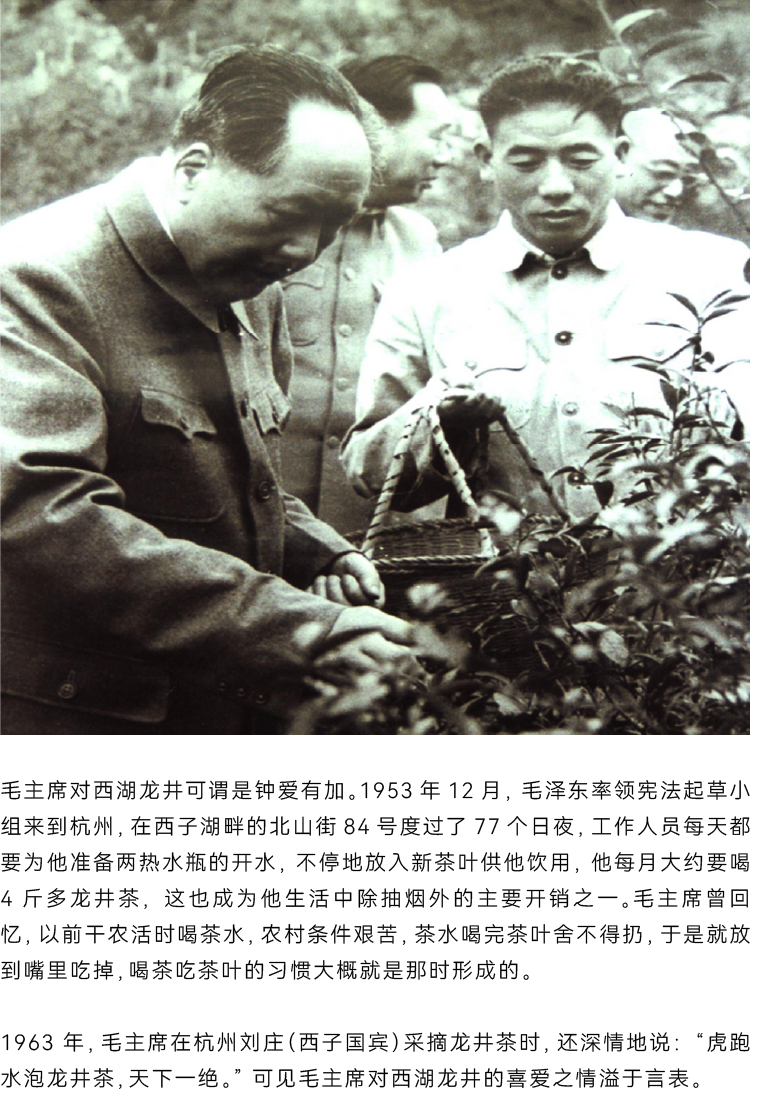 毛主席对西湖龙井可谓是钟爱有加。1953 年 12 月, 毛泽东率领宪法起草小
组来到杭州, 在西子湖畔的北山街 84 号度过了 77 个日夜, 工作人员每天都
要为他准备两热水瓶的开水, 不停地放入新茶叶供他饮用, 他每月大约要喝
4 斤多龙井茶, 这也成为他生活中除抽烟外的主要开销之一。毛主席曾回
忆, 以前干农活时喝茶水, 农村条件艰苦, 茶水喝完茶叶舍不得扔, 于是就放
到嘴里吃掉, 喝茶吃茶叶的习惯大概就是那时形成的。
1963 年, 毛主席在杭州刘庄(西子国宾)采摘龙井茶时, 还深情地说: “虎跑
水泡龙井茶, 天下一绝。” 可见毛主席对西湖龙井的喜爱之情溢于言表。